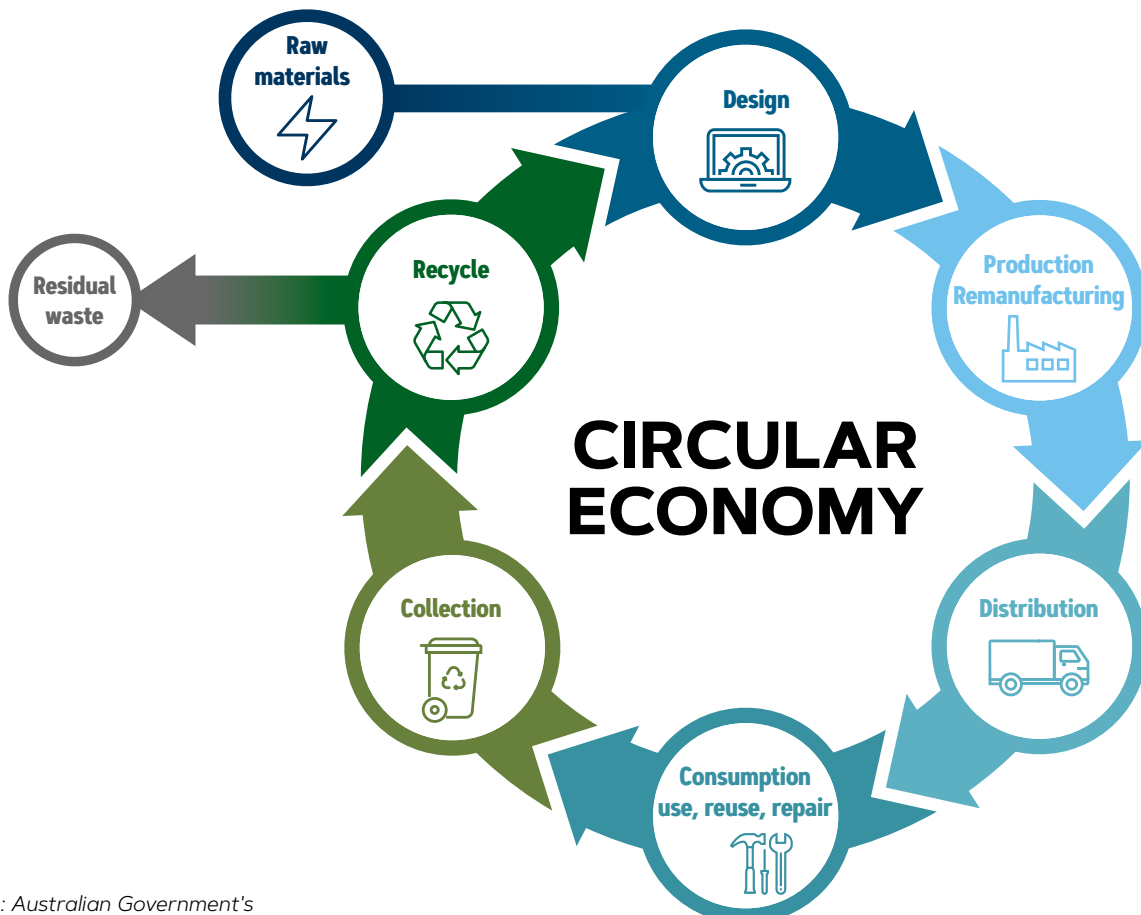 Raw
materials
Design
Production
Remanufacturing
Recycle
Residual
waste
CIRCULAR
ECONOMY
Distribution
Collection
Consumption
use, reuse, repair
: Australian Government's